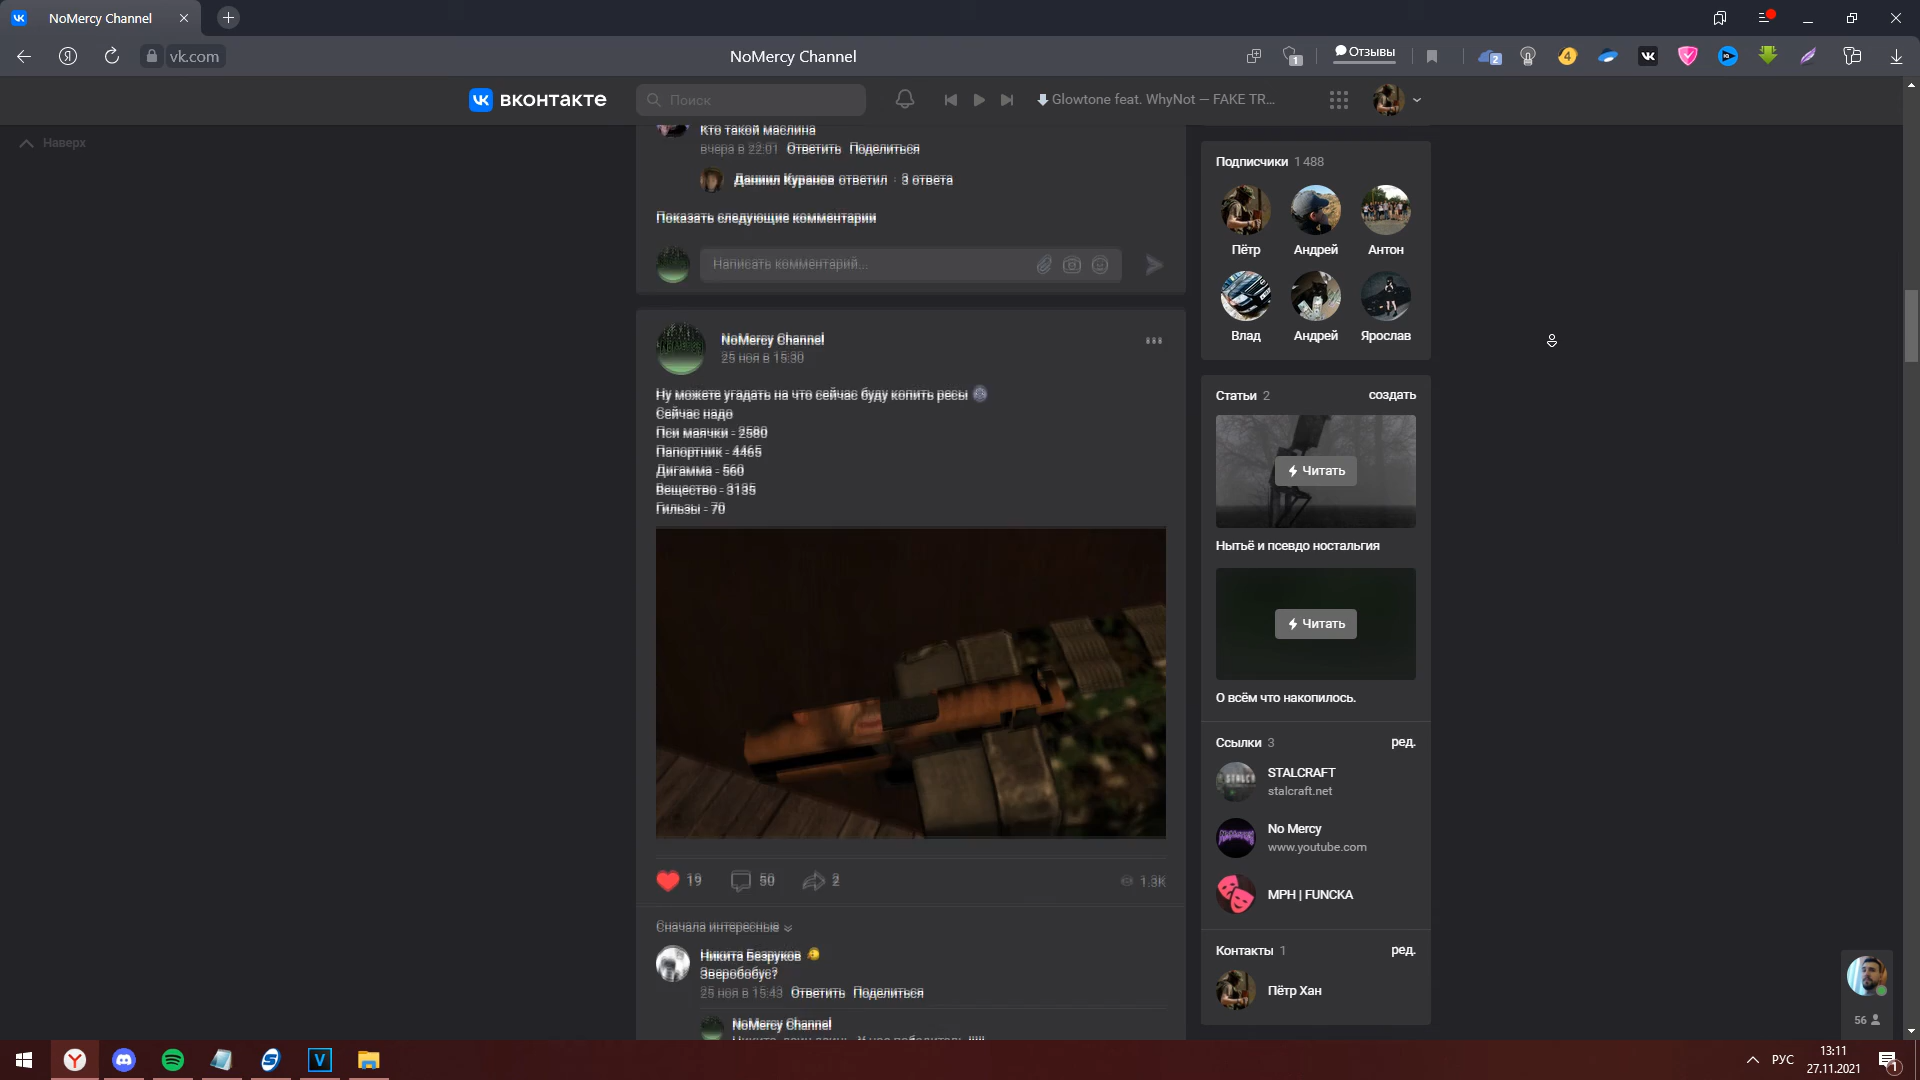 NoMercy Channel
vk.com
NoMercy Channel
1
Отзывы
2
4
вконтакте
Поиск
Glowtone feat. WhyNot — FAKE TR...
Наверх
Кто такой маслина
вчера в 22:01 Ответить Поделиться
Даниил Куранов ответил · 3 ответа
Показать следующие комментарии
Написать комментарий...
NoMercy Channel
25 ноя в 15:30
Ну можете угадать на что сейчас буду копить ресы
Сейчас надо
Пси маячки - 2580
Папортник - 4465
Дигамма - 560
Вещество - 3135
Гильзы - 70
19 50 2 1.3K
Сначала интересные
Никита Безруков
Зверобобус?
25 ноя в 15:43 Ответить Поделиться
NoMercy Channel
Подписчики 1 488
Пётр Андрей Антон
Влад Андрей Ярослав
Статьи 2 создать
Читать
Нытьё и псевдо ностальгия
Читать
О всём что накопилось.
Ссылки 3 ред.
STALCRAFT
stalcraft.net
No Mercy
www.youtube.com
MPH | FUNCKA
Контакты 1 ред.
Пётр Хан
56
РУС
13:11
27.11.2021
1